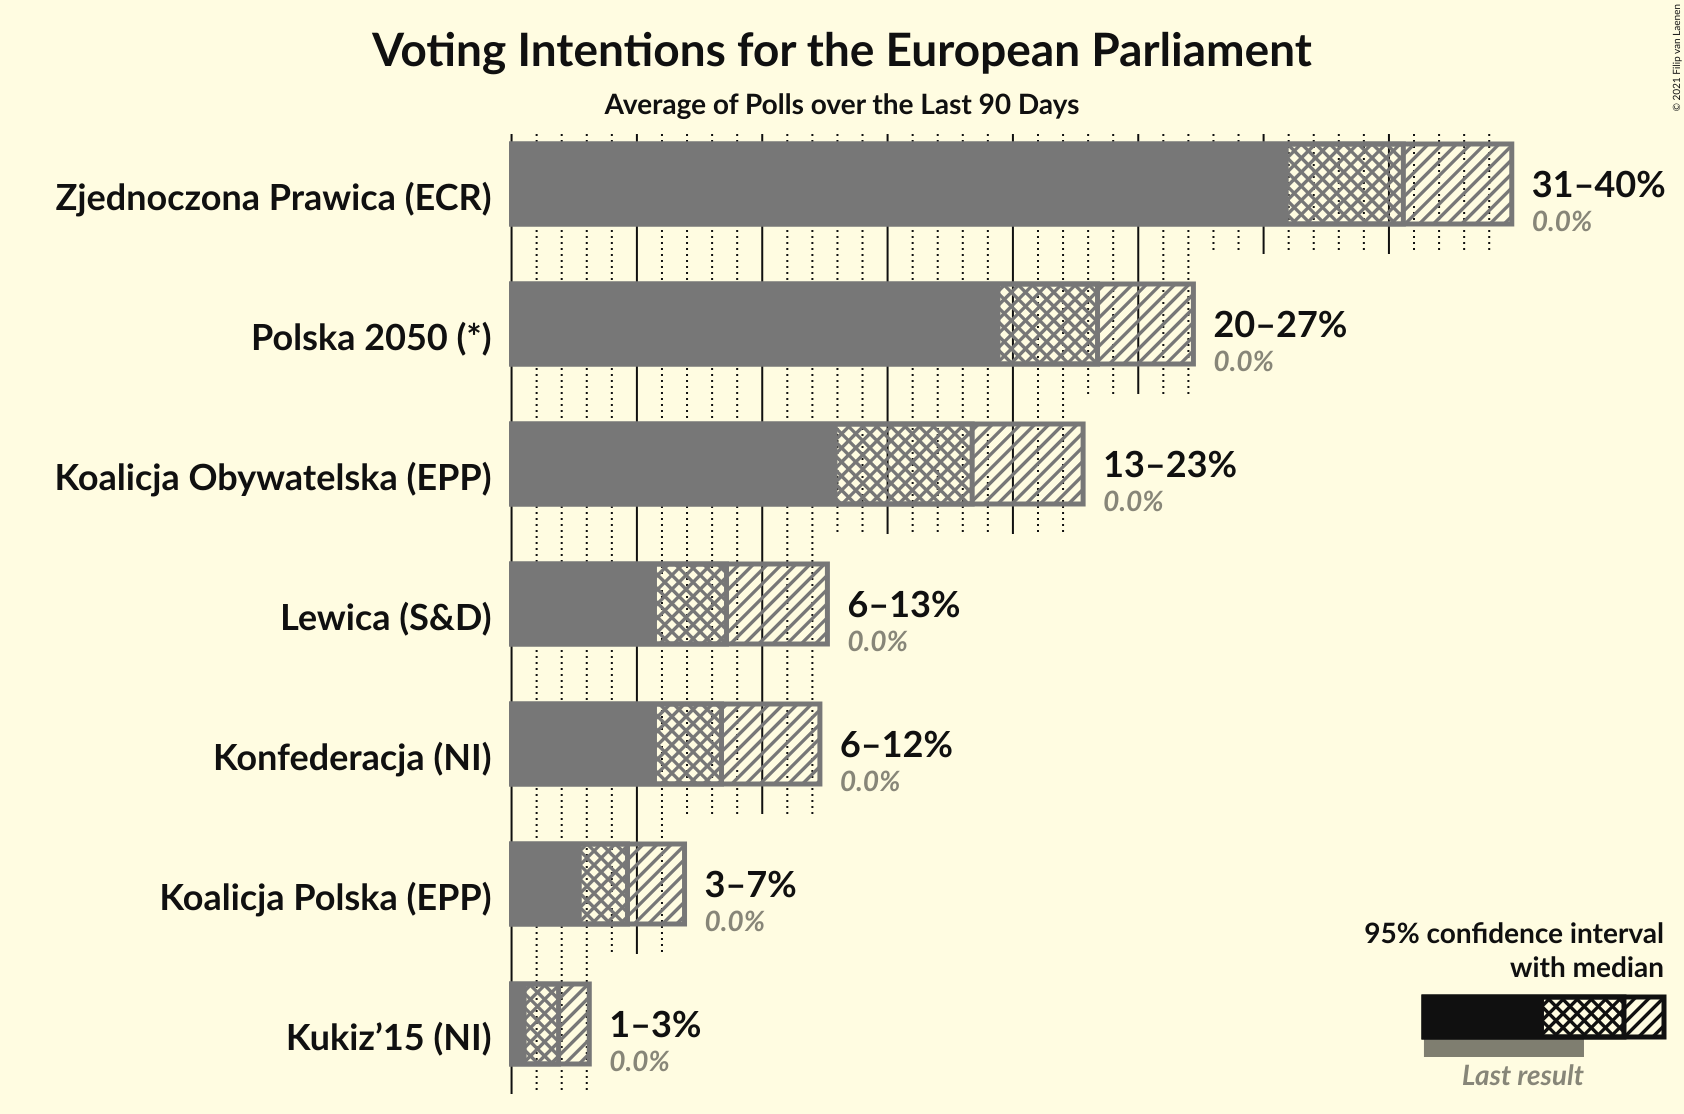 Voting Intentions for the European Parliament
Average of Polls over the Last 90 Days
© 2021 Filip van Laenen
Zjednoczona Prawica (ECR)
31–40%
0.0%
Polska 2050 (*)
20–27%
0.0%
Koalicja Obywatelska (EPP)
13–23%
0.0%
Lewica (S&D)
6–13%
0.0%
Konfederacja (NI)
6–12%
0.0%
Koalicja Polska (EPP)
3–7%
0.0%
Kukiz’15 (NI)
1–3%
0.0%
95% confidence interval
with median
Last result